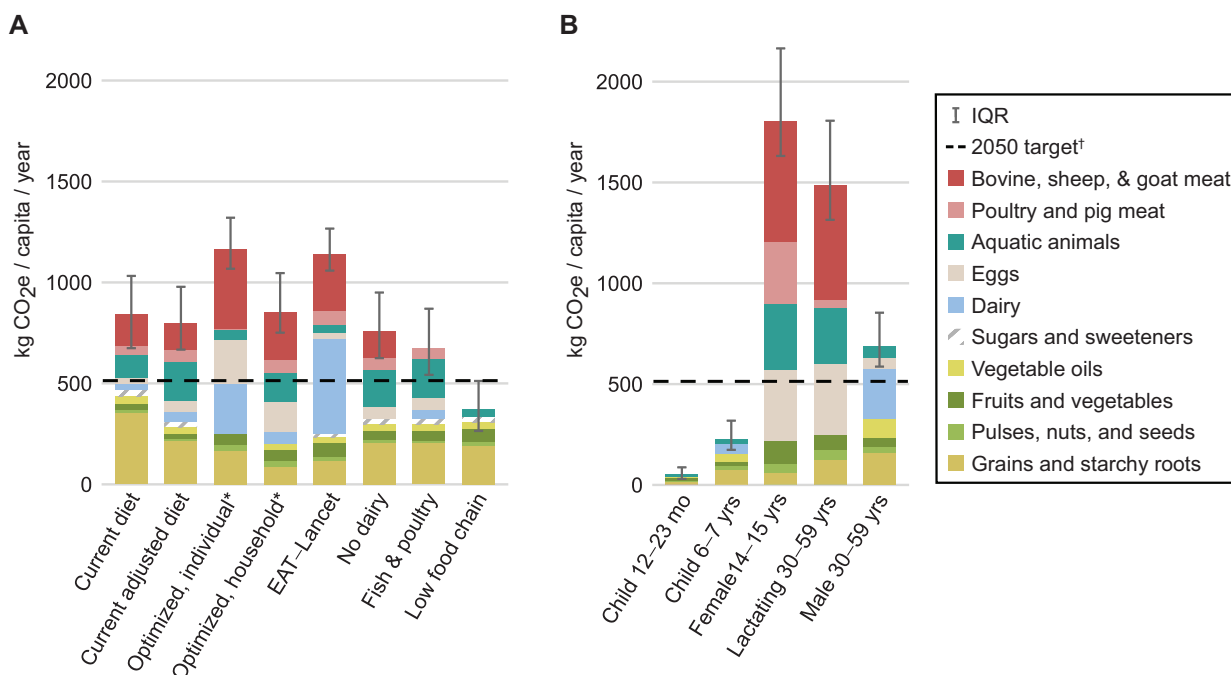 A
kg CO2e / capita / year
2000
1500
1000
500
0
Current diet
Current adjusted diet
Optimized, individual*
Optimized, household*
EAT–Lancet
No dairy
Fish & poultry
Low food chain
B
kg CO2e / capita / year
2000
1500
1000
500
0
Child 12–23 mo
Child 6–7 yrs
Female14–15 yrs
Lactating 30–59 yrs
Male 30–59 yrs
IQR
2050 target†
Bovine, sheep, & goat meat
Poultry and pig meat
Aquatic animals
Eggs
Dairy
Sugars and sweeteners
Vegetable oils
Fruits and vegetables
Pulses, nuts, and seeds
Grains and starchy roots